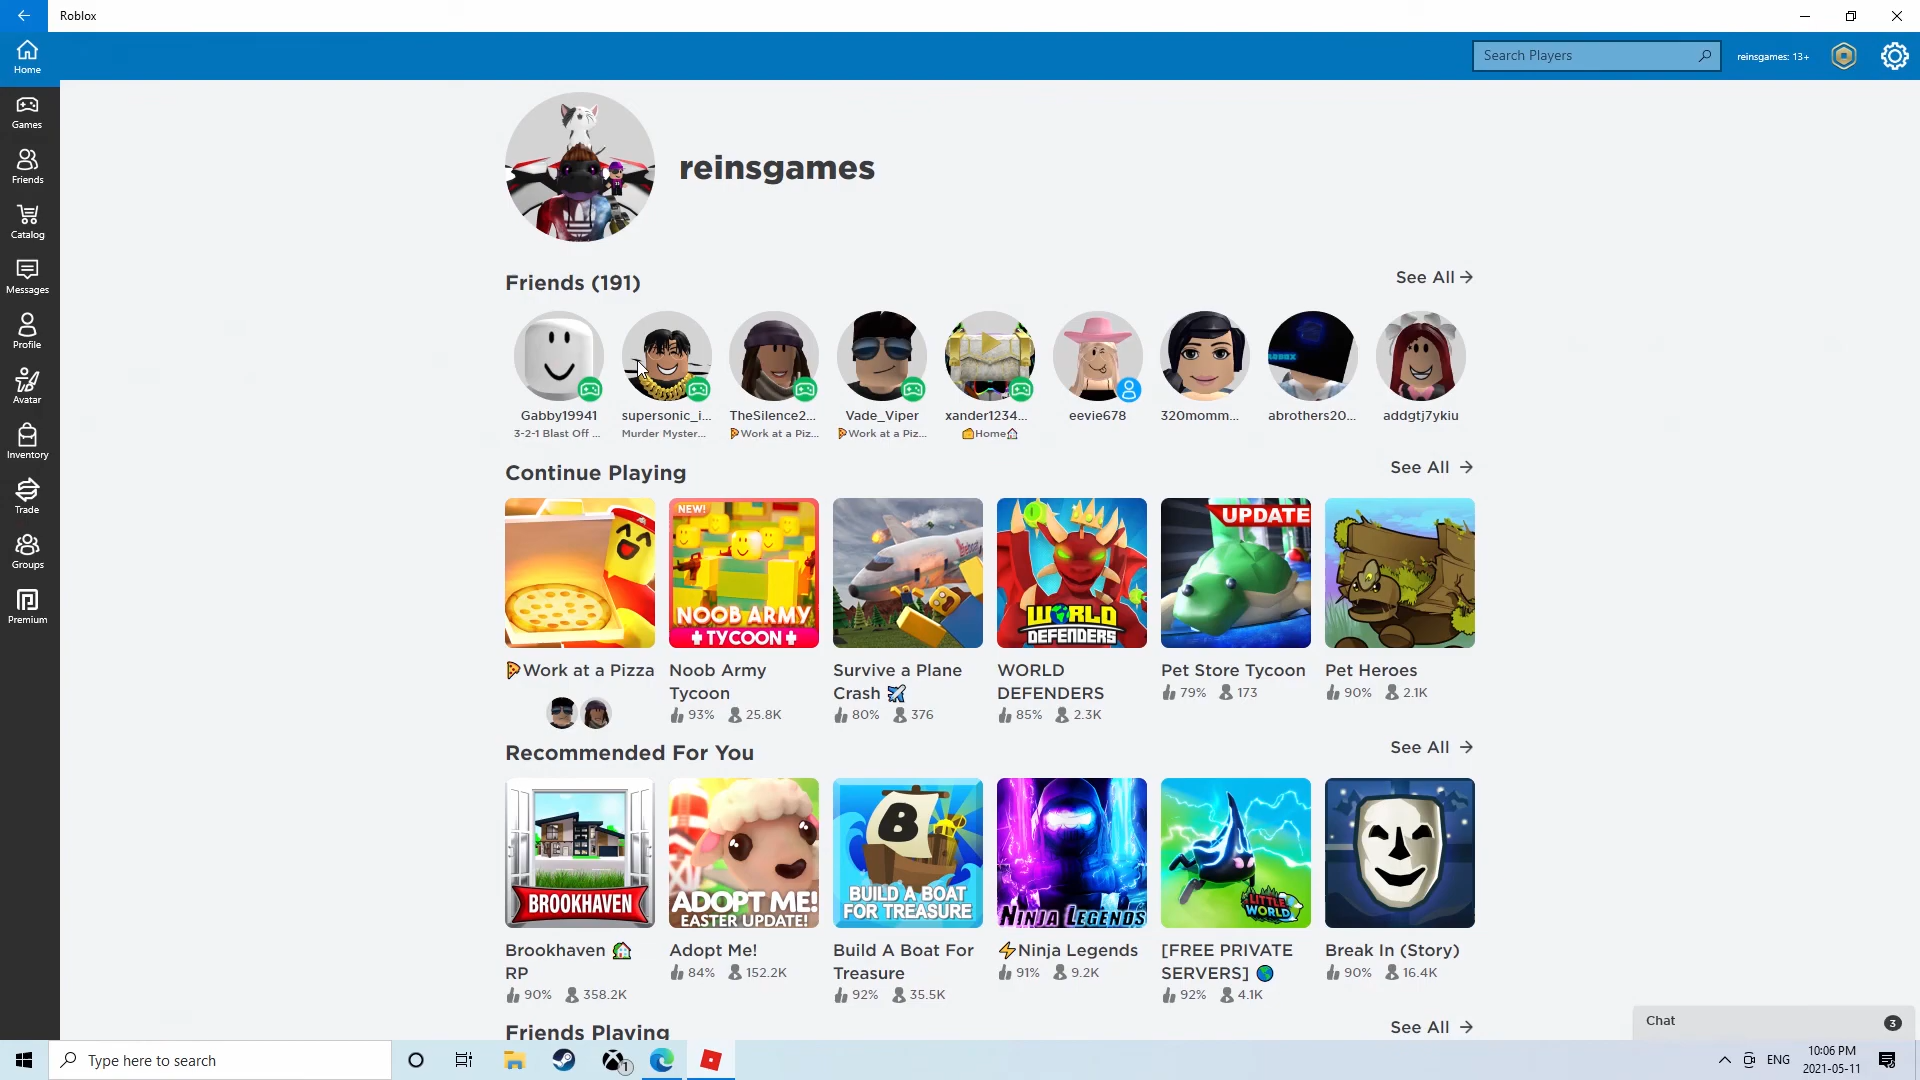 Roblox
Home
Search Players
reinsgames: 13+
Games
Friends
Catalog
Messages
Profile
Avatar
Inventory
Trade
Groups
Premium
reinsgames
Friends (191)
See All
Gabby19941
supersonic_i...
TheSilence2...
Vade_Viper
xander1234...
eevie678
320momm...
abrothers20...
addgtj7ykiu
3-2-1 Blast Off ...
Murder Myster...
🍕Work at a Piz...
🍕Work at a Piz...
🧀Home🏠
Continue Playing
See All
NEW!
NOOB ARMY
+ TYCOON +
WORLD
DEFENDERS
UPDATE
🍕Work at a Pizza
Noob Army
Tycoon
93% 25.8K
Survive a Plane
Crash ✈️
80% 376
WORLD
DEFENDERS
85% 2.3K
Pet Store Tycoon
79% 173
Pet Heroes
90% 2.1K
Recommended For You
See All
BROOKHAVEN
ADOPT ME!
EASTER UPDATE!
B
BUILD A BOAT
FOR TREASURE
NINJA LEGENDS
LITTLE
WORLD
Brookhaven 🏡
RP
90% 358.2K
Adopt Me!
84% 152.2K
Build A Boat For
Treasure
92% 35.5K
⚡Ninja Legends
91% 9.2K
[FREE PRIVATE
SERVERS] 🌎
92% 4.1K
Break In (Story)
90% 16.4K
Friends Playing
See All
Chat
3
Type here to search
1
ENG
10:06 PM
2021-05-11